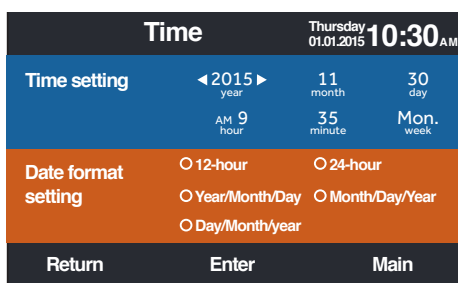 Time
Thursday
01.01.2015 10:30 AM
Time setting
◀2015▶ 11 30
year month day
AM 9 35 Mon.
hour minute week
Date format
setting
12-hour 24-hour
Year/Month/Day Month/Day/Year
Day/Month/year
Return Enter Main